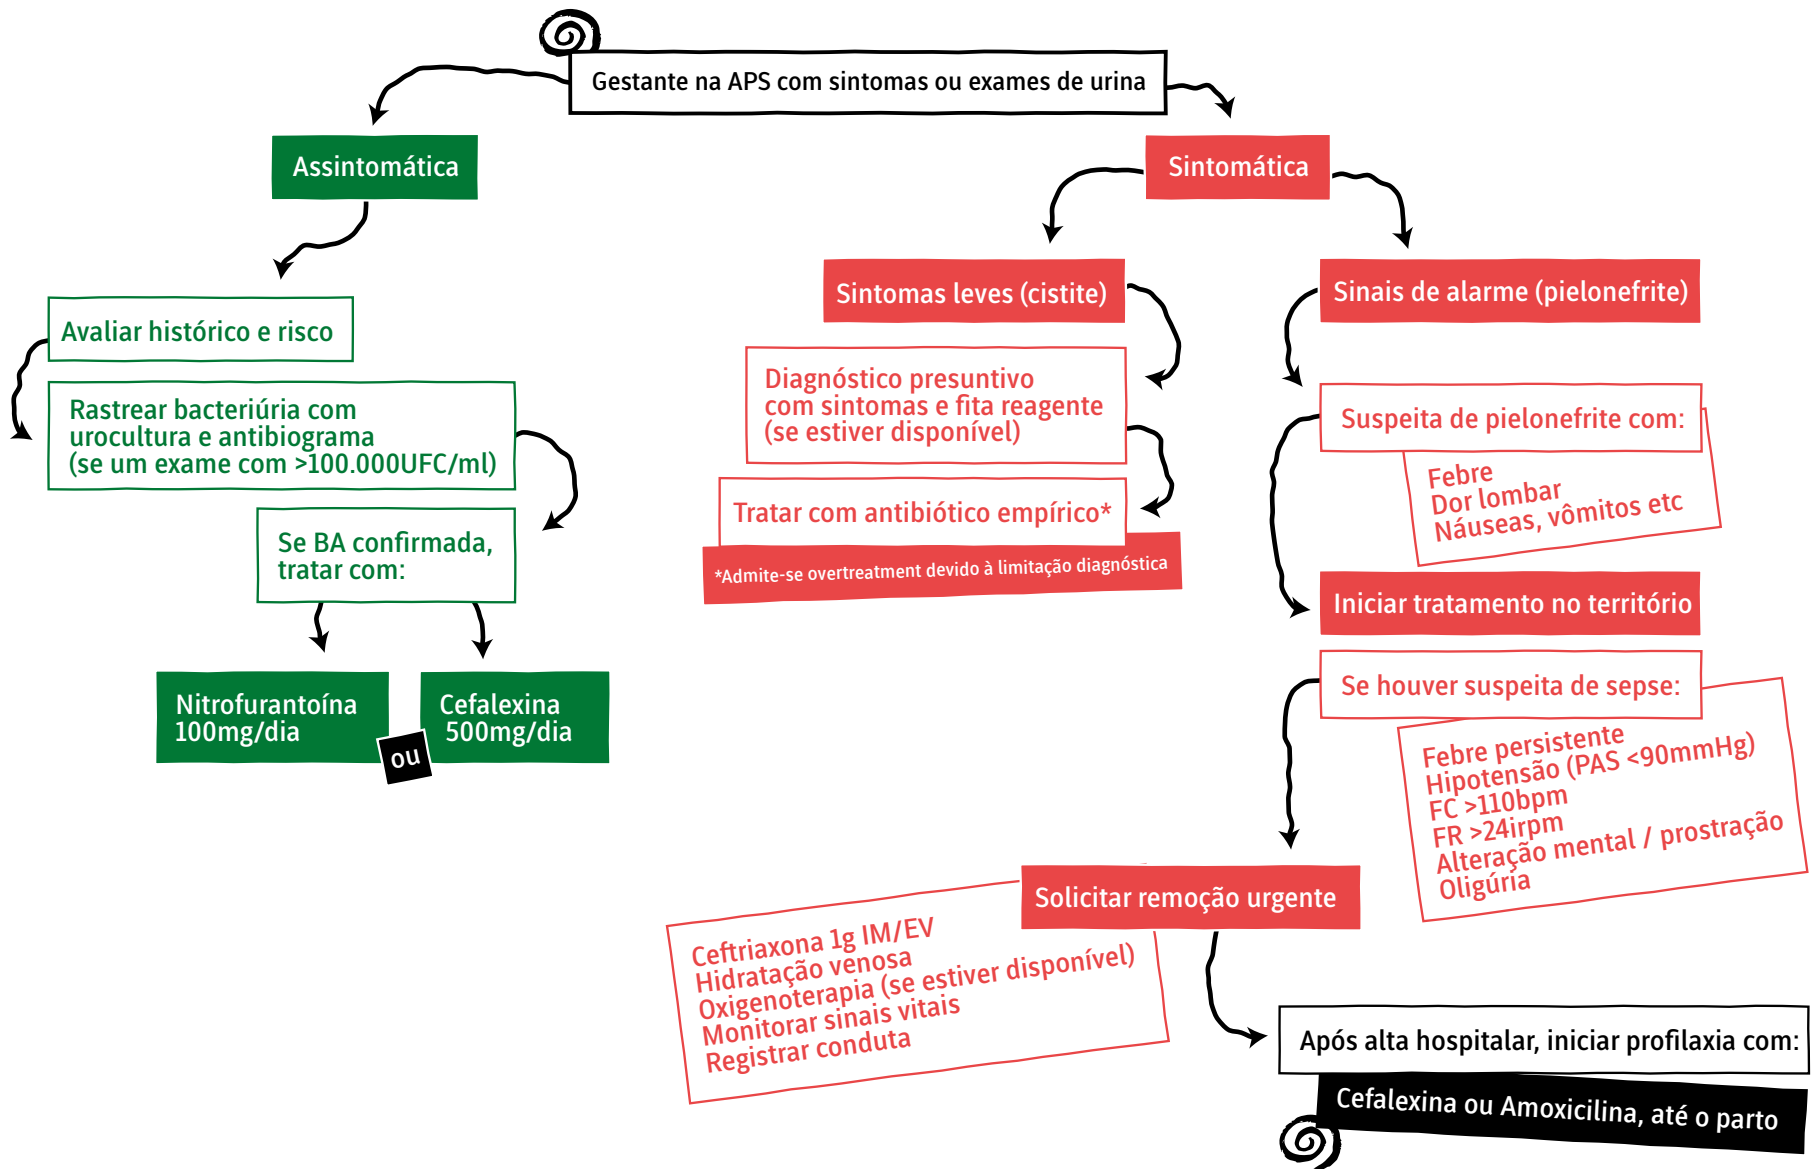 Gestante na APS com sintomas ou exames de urina
Assintomática
Avaliar histórico e risco
Rastrear bacteriúria com
urocultura e antibiograma
(se um exame com >100.000UFC/ml)
Se BA confirmada,
tratar com:
Nitrofurantoína
100mg/dia
ou
Cefalexina
500mg/dia
Sintomática
Sintomas leves (cistite)
Diagnóstico presuntivo
com sintomas e fita reagente
(se estiver disponível)
Tratar com antibiótico empírico*
*Admite-se overtreatment devido à limitação diagnóstica
Sinais de alarme (pielonefrite)
Suspeita de pielonefrite com:
Febre
Dor lombar
Náuseas, vômitos etc
Iniciar tratamento no território
Se houver suspeita de sepse:
Febre persistente
Hipotensão (PAS <90mmHg)
FC >110bpm
FR >24irpm
Alteração mental / prostração
Oligúria
Solicitar remoção urgente
Ceftriaxona 1g IM/EV
Hidratação venosa
Oxigenoterapia (se estiver disponível)
Monitorar sinais vitais
Registrar conduta
Após alta hospitalar, iniciar profilaxia com:
Cefalexina ou Amoxicilina, até o parto